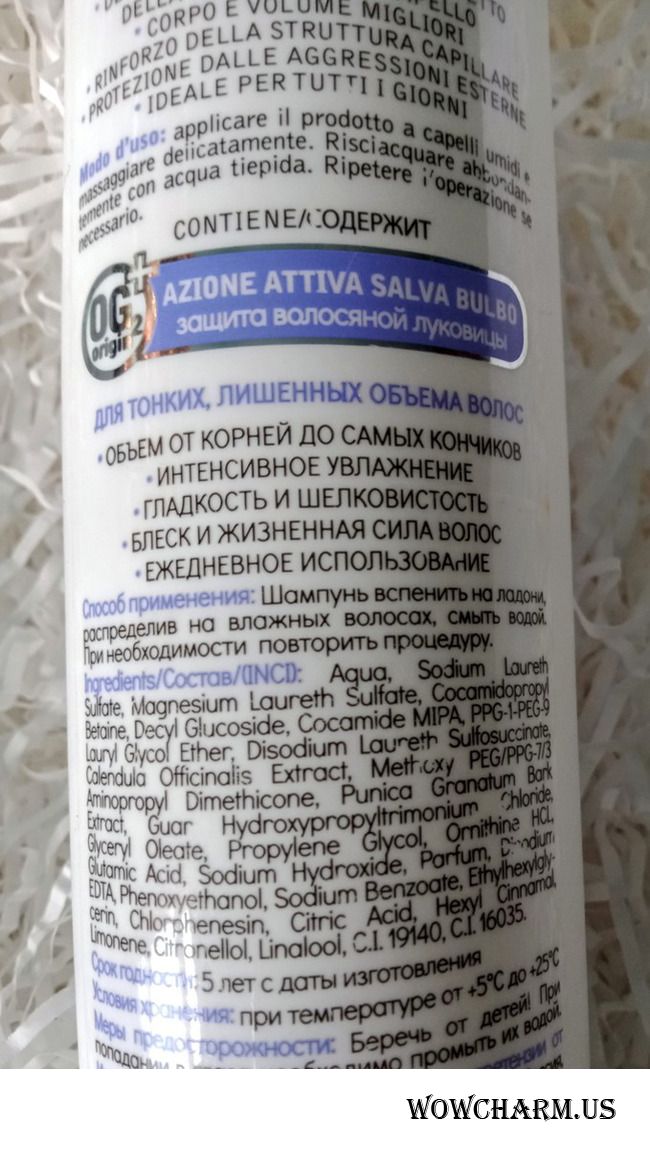 CAPELLO
• CORPO E VOLUME MIGLIORI
• RINFORZO DELLA STRUTTURA CAPILLARE
• PROTEZIONE DALLE AGGRESSIONI ESTERNE
• IDEALE PER TUTTI I GIORNI
Modo d'uso: applicare il prodotto a capelli umidi e
massaggiare delicatamente. Risciacquare abbondan-
temente con acqua tiepida. Ripetere l'operazione se
necessario.
CONTIENE/СОДЕРЖИТ
OG2
origin
AZIONE ATTIVA SALVA BULBO
защита волосяной луковицы
ДЛЯ ТОНКИХ, ЛИШЕННЫХ ОБЪЕМА ВОЛОС
• ОБЪЕМ ОТ КОРНЕЙ ДО САМЫХ КОНЧИКОВ
• ИНТЕНСИВНОЕ УВЛАЖНЕНИЕ
• ГЛАДКОСТЬ И ШЕЛКОВИСТОСТЬ
• БЛЕСК И ЖИЗНЕННАЯ СИЛА ВОЛОС
• ЕЖЕДНЕВНОЕ ИСПОЛЬЗОВАНИЕ
Способ применения: Шампунь вспенить на ладони,
распределив на влажных волосах, смыть водой.
При необходимости повторить процедуру.
Ingredients/Состав/(INCI): Aqua, Sodium Laureth
Sulfate, Magnesium Laureth Sulfate, Cocamidopropyl
Betaine, Decyl Glucoside, Cocamide MIPA, PPG-1-PEG-9
Lauryl Glycol Ether, Disodium Laureth Sulfosuccinate,
Calendula Officinalis Extract, Methoxy PEG/PPG-7/3
Aminopropyl Dimethicone, Punica Granatum Bark
Extract, Guar Hydroxypropyltrimonium Chloride,
Glyceryl Oleate, Propylene Glycol, Ornithine HCL,
Glutamic Acid, Sodium Hydroxide, Parfum, Disodium
EDTA, Phenoxyethanol, Sodium Benzoate, Ethylhexylgly-
cerin, Chlorphenesin, Citric Acid, Hexyl Cinnamal,
Limonene, Citronellol, Linalool, C.I. 19140, C.I. 16035.
Срок годности: 5 лет с даты изготовления
Условия хранения: при температуре от +5°C до +25°C
Меры предосторожности: Беречь от детей! При
попадании в необходимо промыть их водой.
WOWCHARM.US